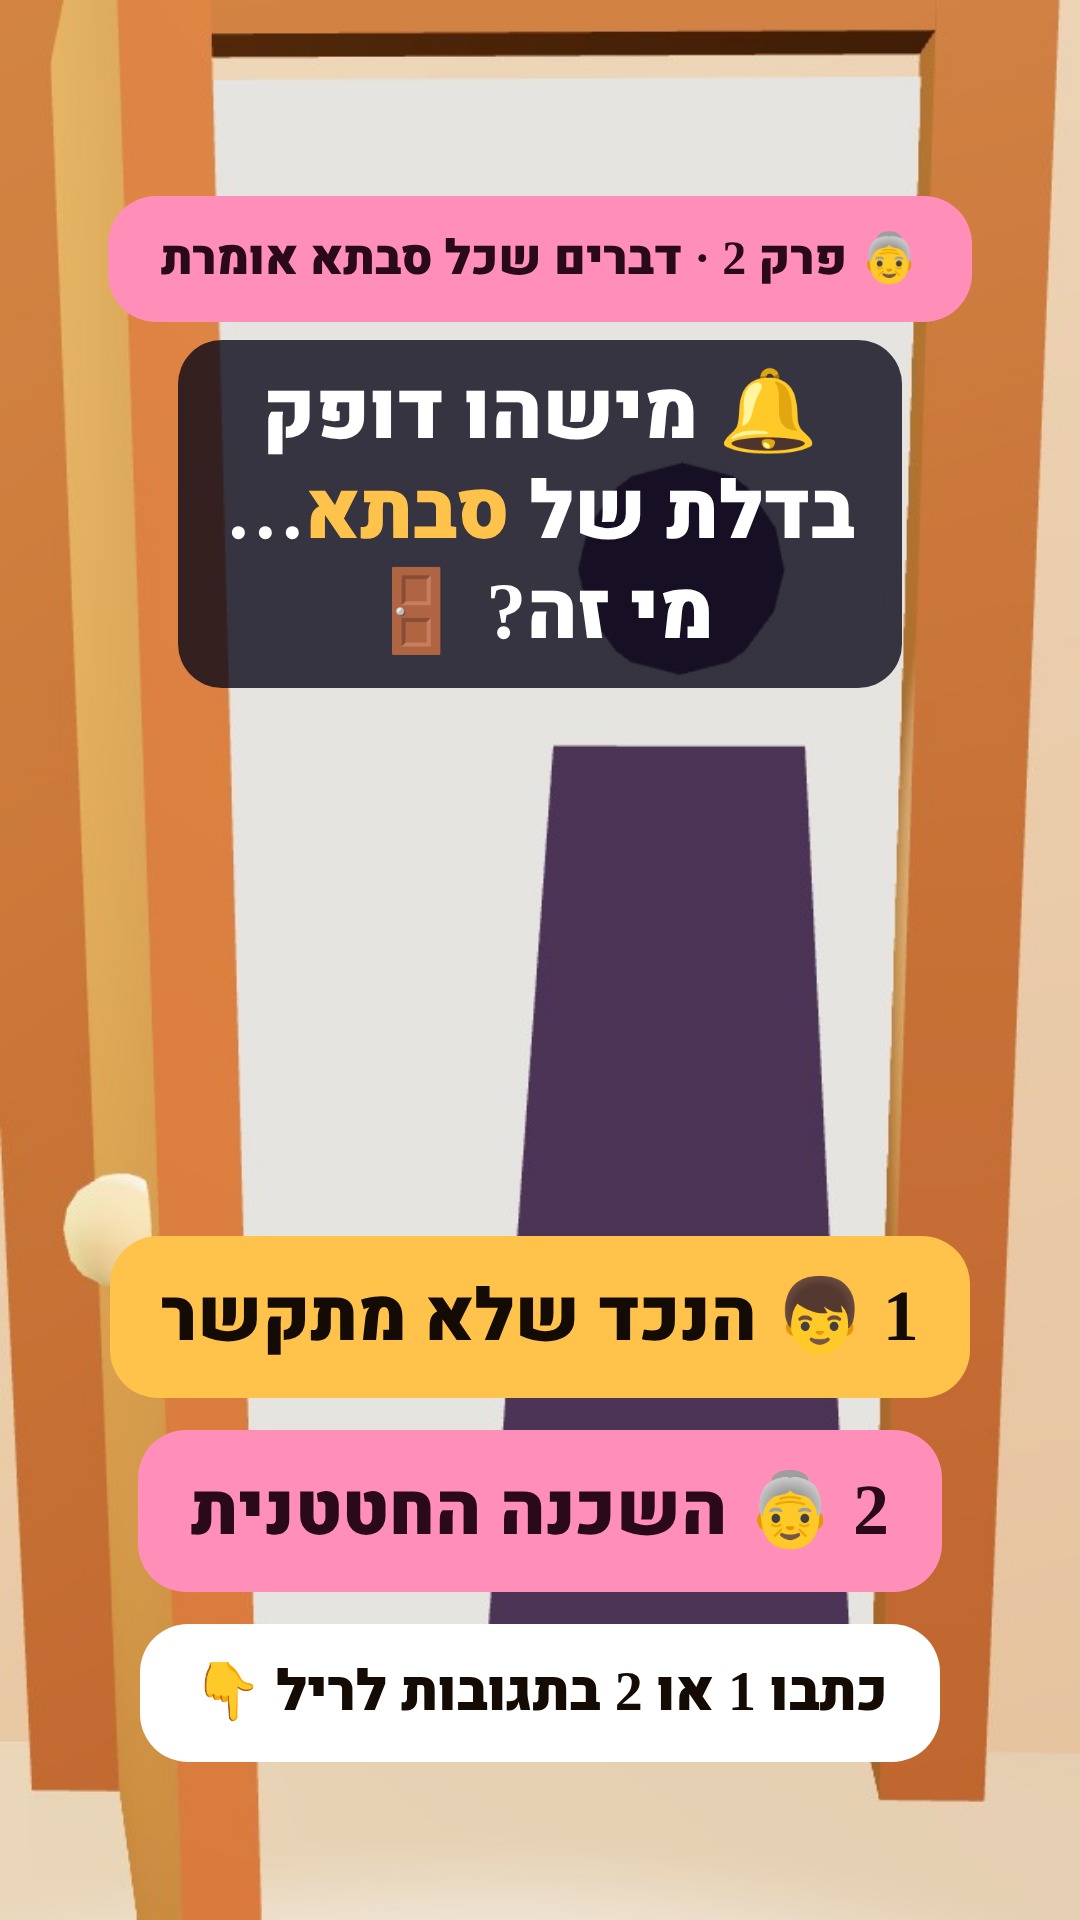 👵 פרק 2 · דברים שכל סבתא אומרת
🔔 מישהו דופק
בדלת של סבתא...
מי זה? 🚪
1 👦 הנכד שלא מתקשר
2 👵 השכנה החטטנית
כתבו 1 או 2 בתגובות לריל 👇